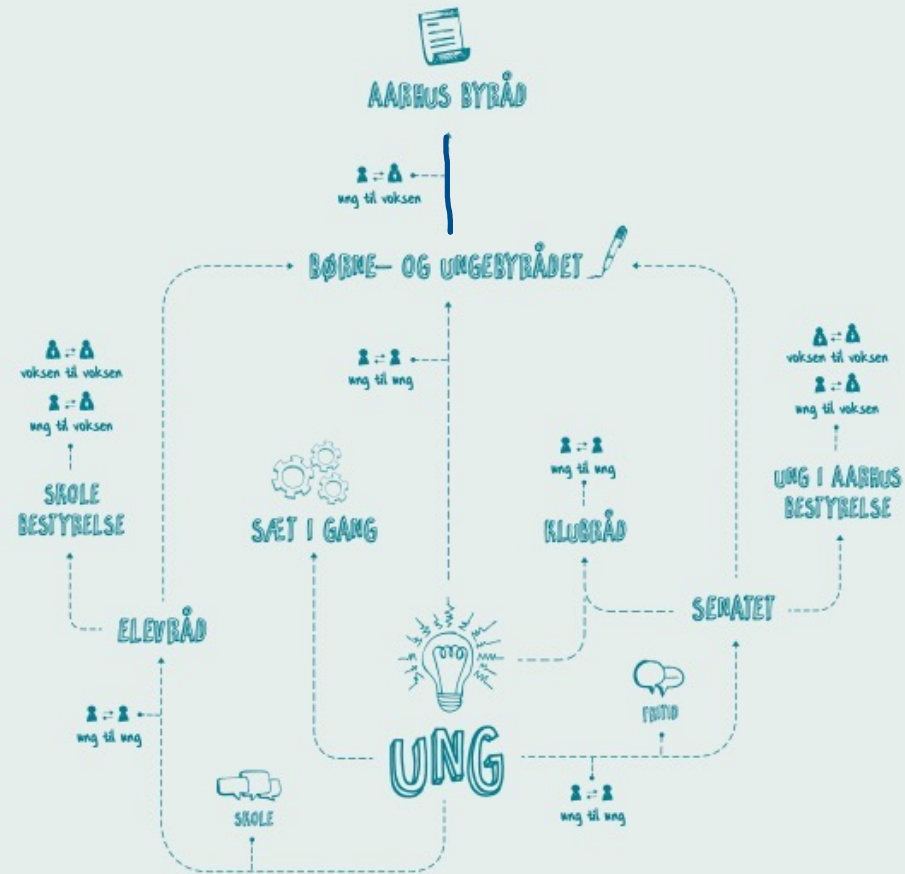 AARHUS BYRÅD
ung til voksen
BØRNE- OG UNGEBYRÅDET
ung til ung
voksen til voksen
ung til voksen
SKOLE
BESTYRELSE
SÆT I GANG
ung til ung
KLUBRÅD
voksen til voksen
ung til voksen
UNG I AARHUS
BESTYRELSE
ELEVRÅD
SENATET
ung til ung
FRITID
UNG
ung til ung
SKOLE